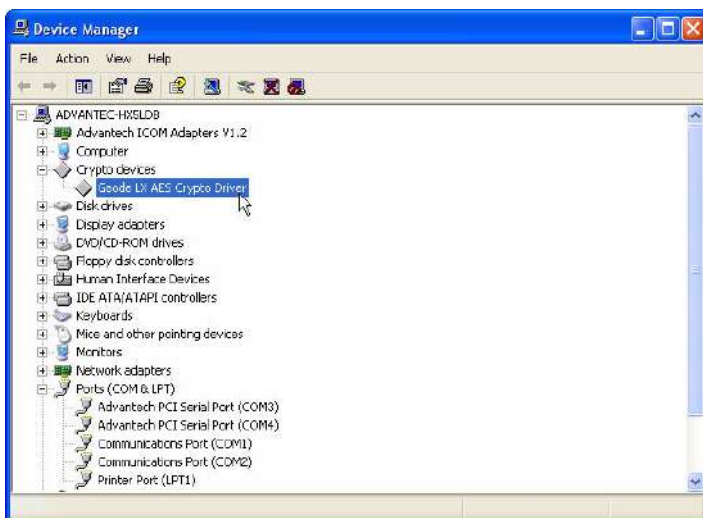 Device Manager
File Action View Help
ADVANTEC-HXSLDB
Advantech ICOM Adapters V1.2
Computer
Crypto devices
Geode LX AES Crypto Driver
Disk drives
Display adapters
DVD/CD-ROM drives
Floppy disk controllers
Human Interface Devices
IDE ATA/ATAPI controllers
Keyboards
Mice and other pointing devices
Monitors
Network adapters
Ports (COM & LPT)
Advantech PCI Serial Port (COM3)
Advantech PCI Serial Port (COM4)
Communications Port (COM1)
Communications Port (COM2)
Printer Port (LPT1)